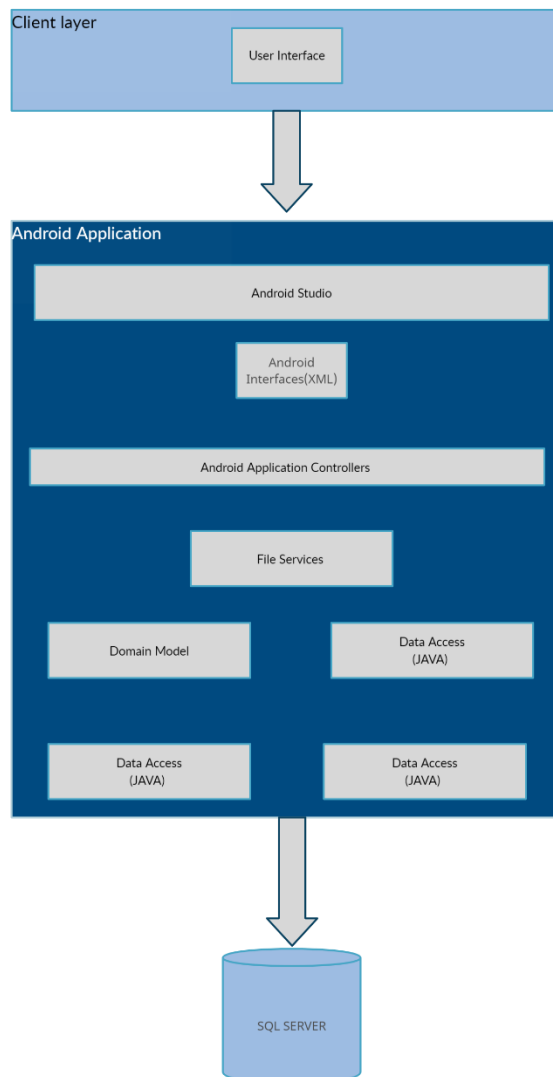 Client layer
User Interface
Android Application
Android Studio
Android
Interfaces(XML)
Android Application Controllers
File Services
Domain Model
Data Access
(JAVA)
Data Access
(JAVA)
Data Access
(JAVA)
SQL SERVER